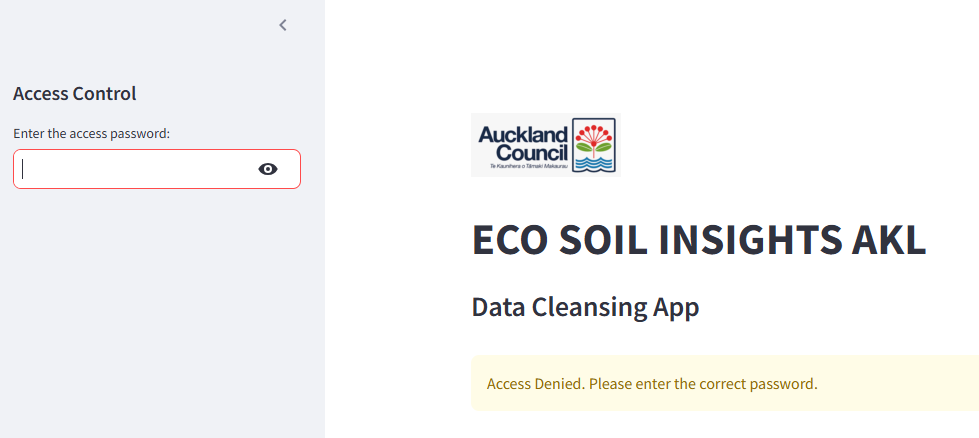 Access Control
Enter the access password:
Auckland
Council
Te Kaunihera o Tāmaki Makaurau
ECO SOIL INSIGHTS AKL
Data Cleansing App
Access Denied. Please enter the correct password.